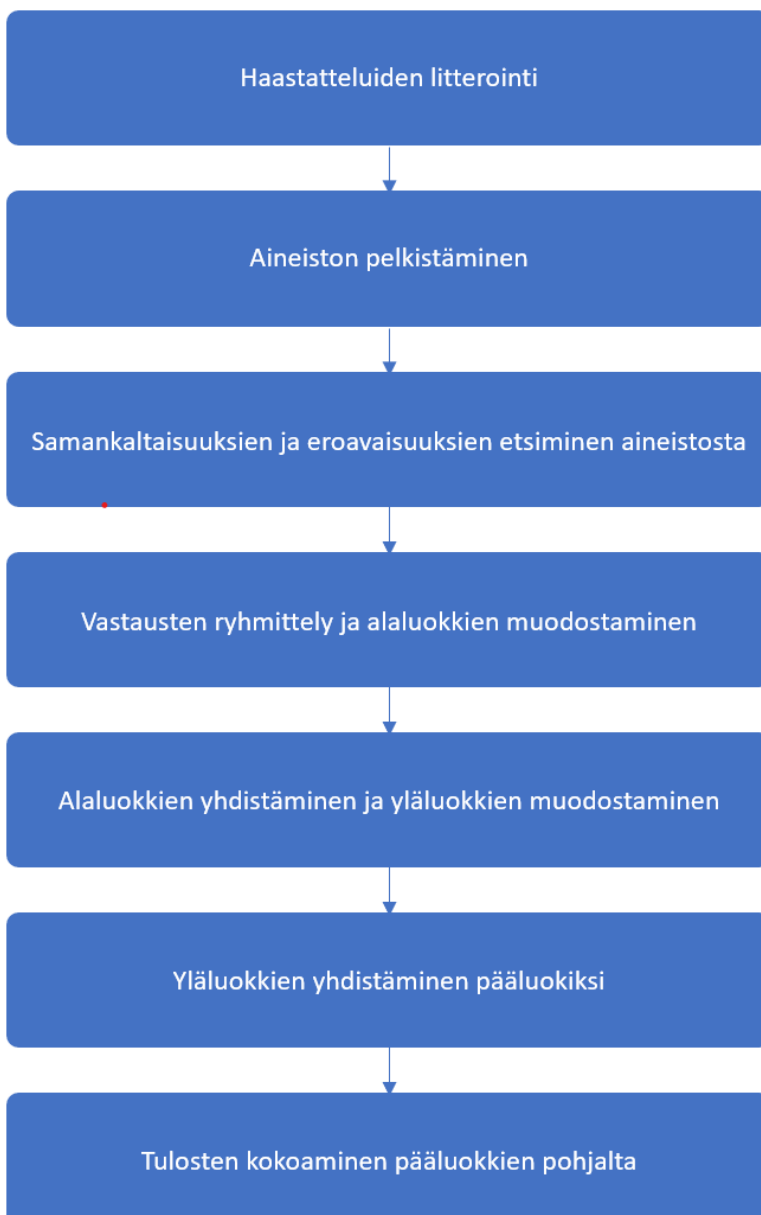 Haastatteluiden litterointi
Aineiston pelkistäminen
Samankaltaisuuksien ja eroavaisuuksien etsiminen aineistosta
Vastausten ryhmittely ja alaluokkien muodostaminen
Alaluokkien yhdistäminen ja yläluokkien muodostaminen
Yläluokkien yhdistäminen pääluokiksi
Tulosten kokoaminen pääluokkien pohjalta